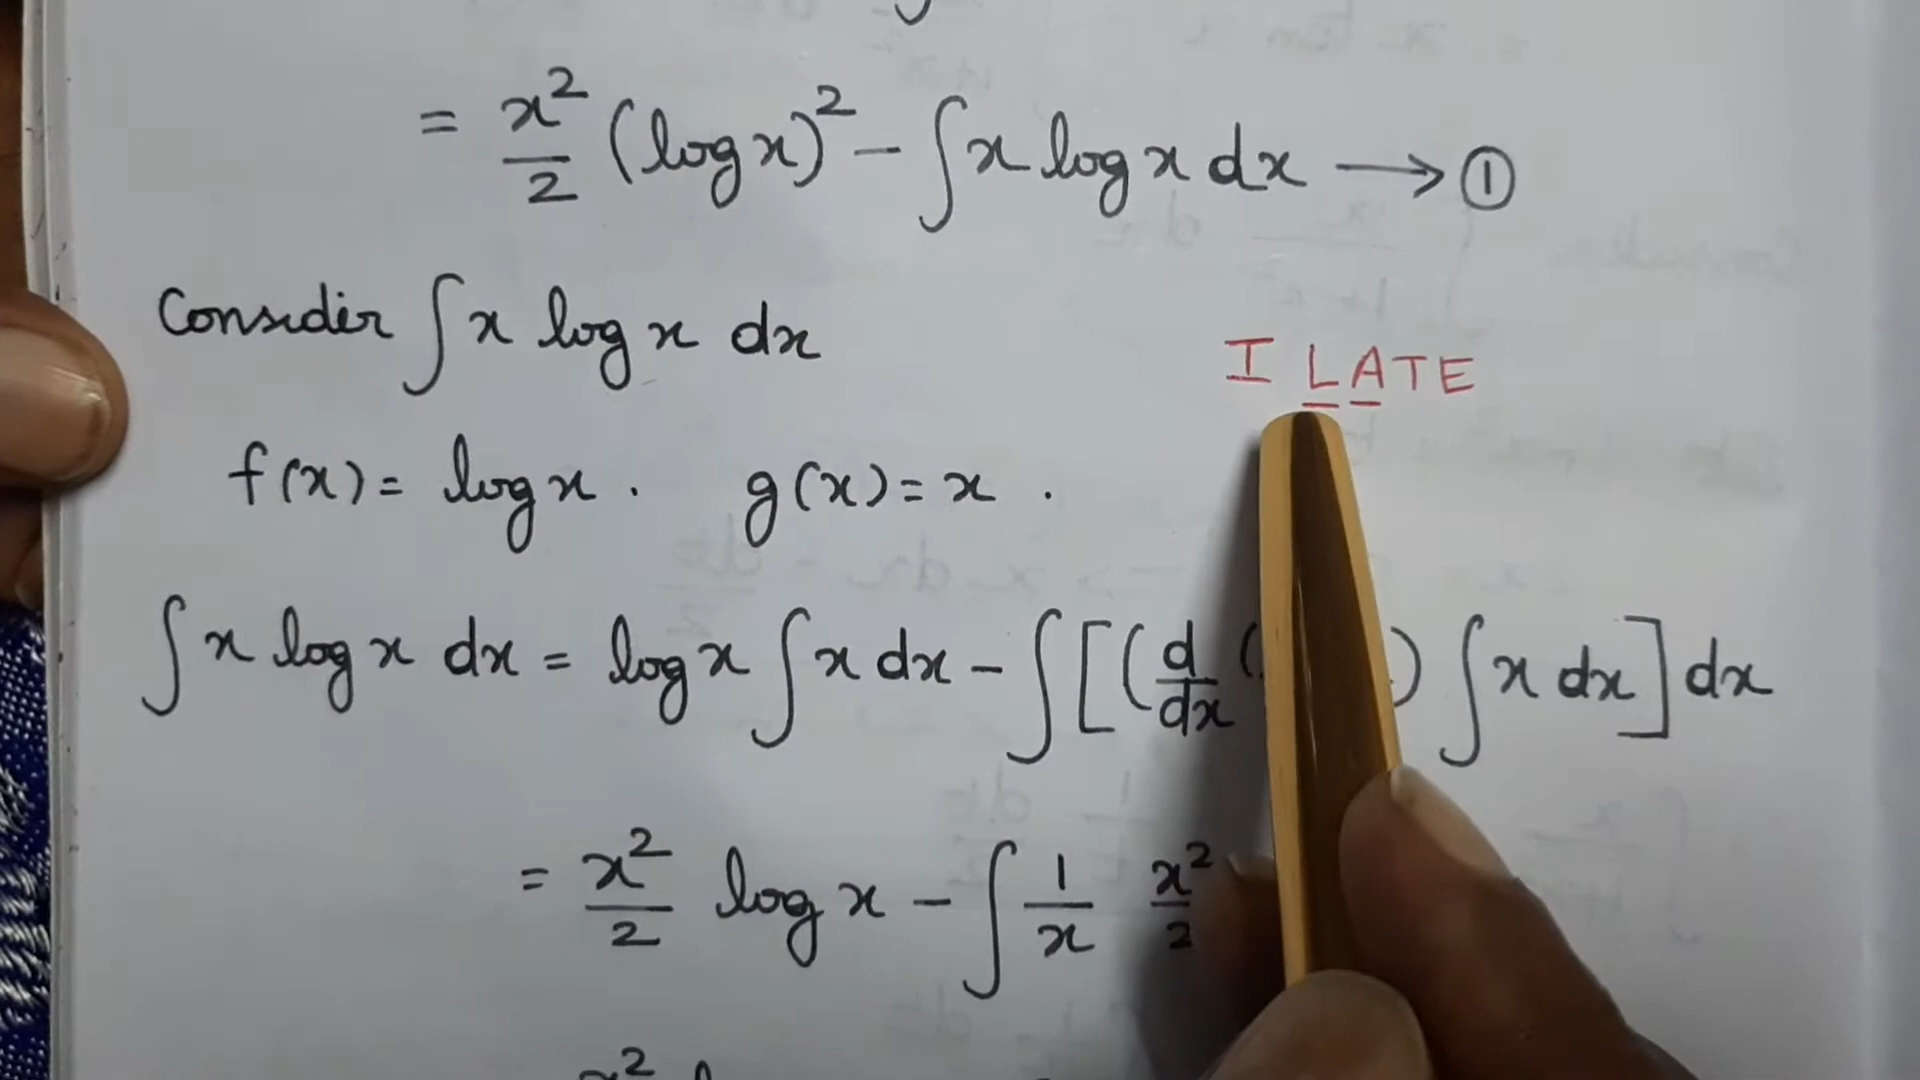 = x²/2 (log x)² − ∫ x log x dx ⟶ ①
Consider ∫ x log x dx
I LATE
f(x) = log x . g(x) = x .
∫ x log x dx = log x ∫ x dx − ∫ [( d/dx ( ) ∫ x dx ] dx
= x²/2 log x − ∫ 1/x x²/2
x²